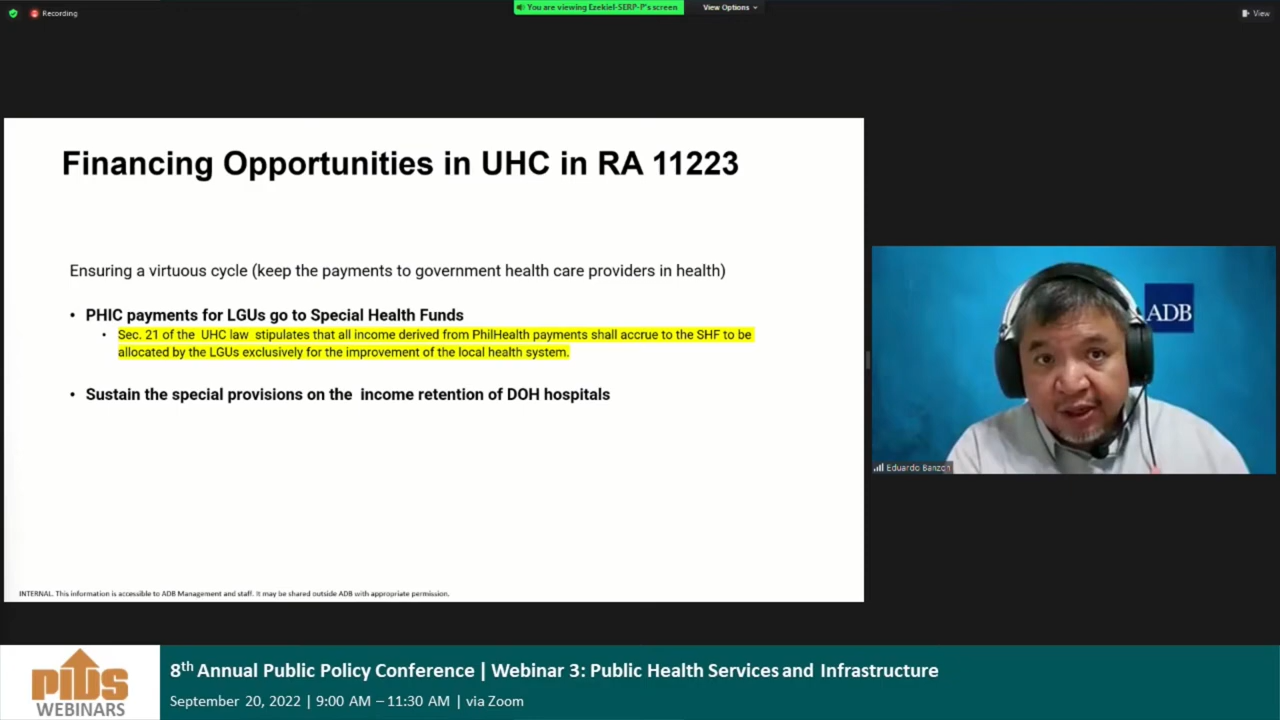 Recording
You are viewing Ezekiel-SERP-P's screen
View Options
View
Financing Opportunities in UHC in RA 11223
Ensuring a virtuous cycle (keep the payments to government health care providers in health)
• PHIC payments for LGUs go to Special Health Funds
• Sec. 21 of the UHC law stipulates that all income derived from PhilHealth payments shall accrue to the SHF to be
allocated by the LGUs exclusively for the improvement of the local health system.
• Sustain the special provisions on the income retention of DOH hospitals
INTERNAL. This information is accessible to ADB Management and staff. It may be shared outside ADB with appropriate permission.
ADB
Eduardo Banzon
PIDS
WEBINARS
8th Annual Public Policy Conference | Webinar 3: Public Health Services and Infrastructure
September 20, 2022 | 9:00 AM – 11:30 AM | via Zoom